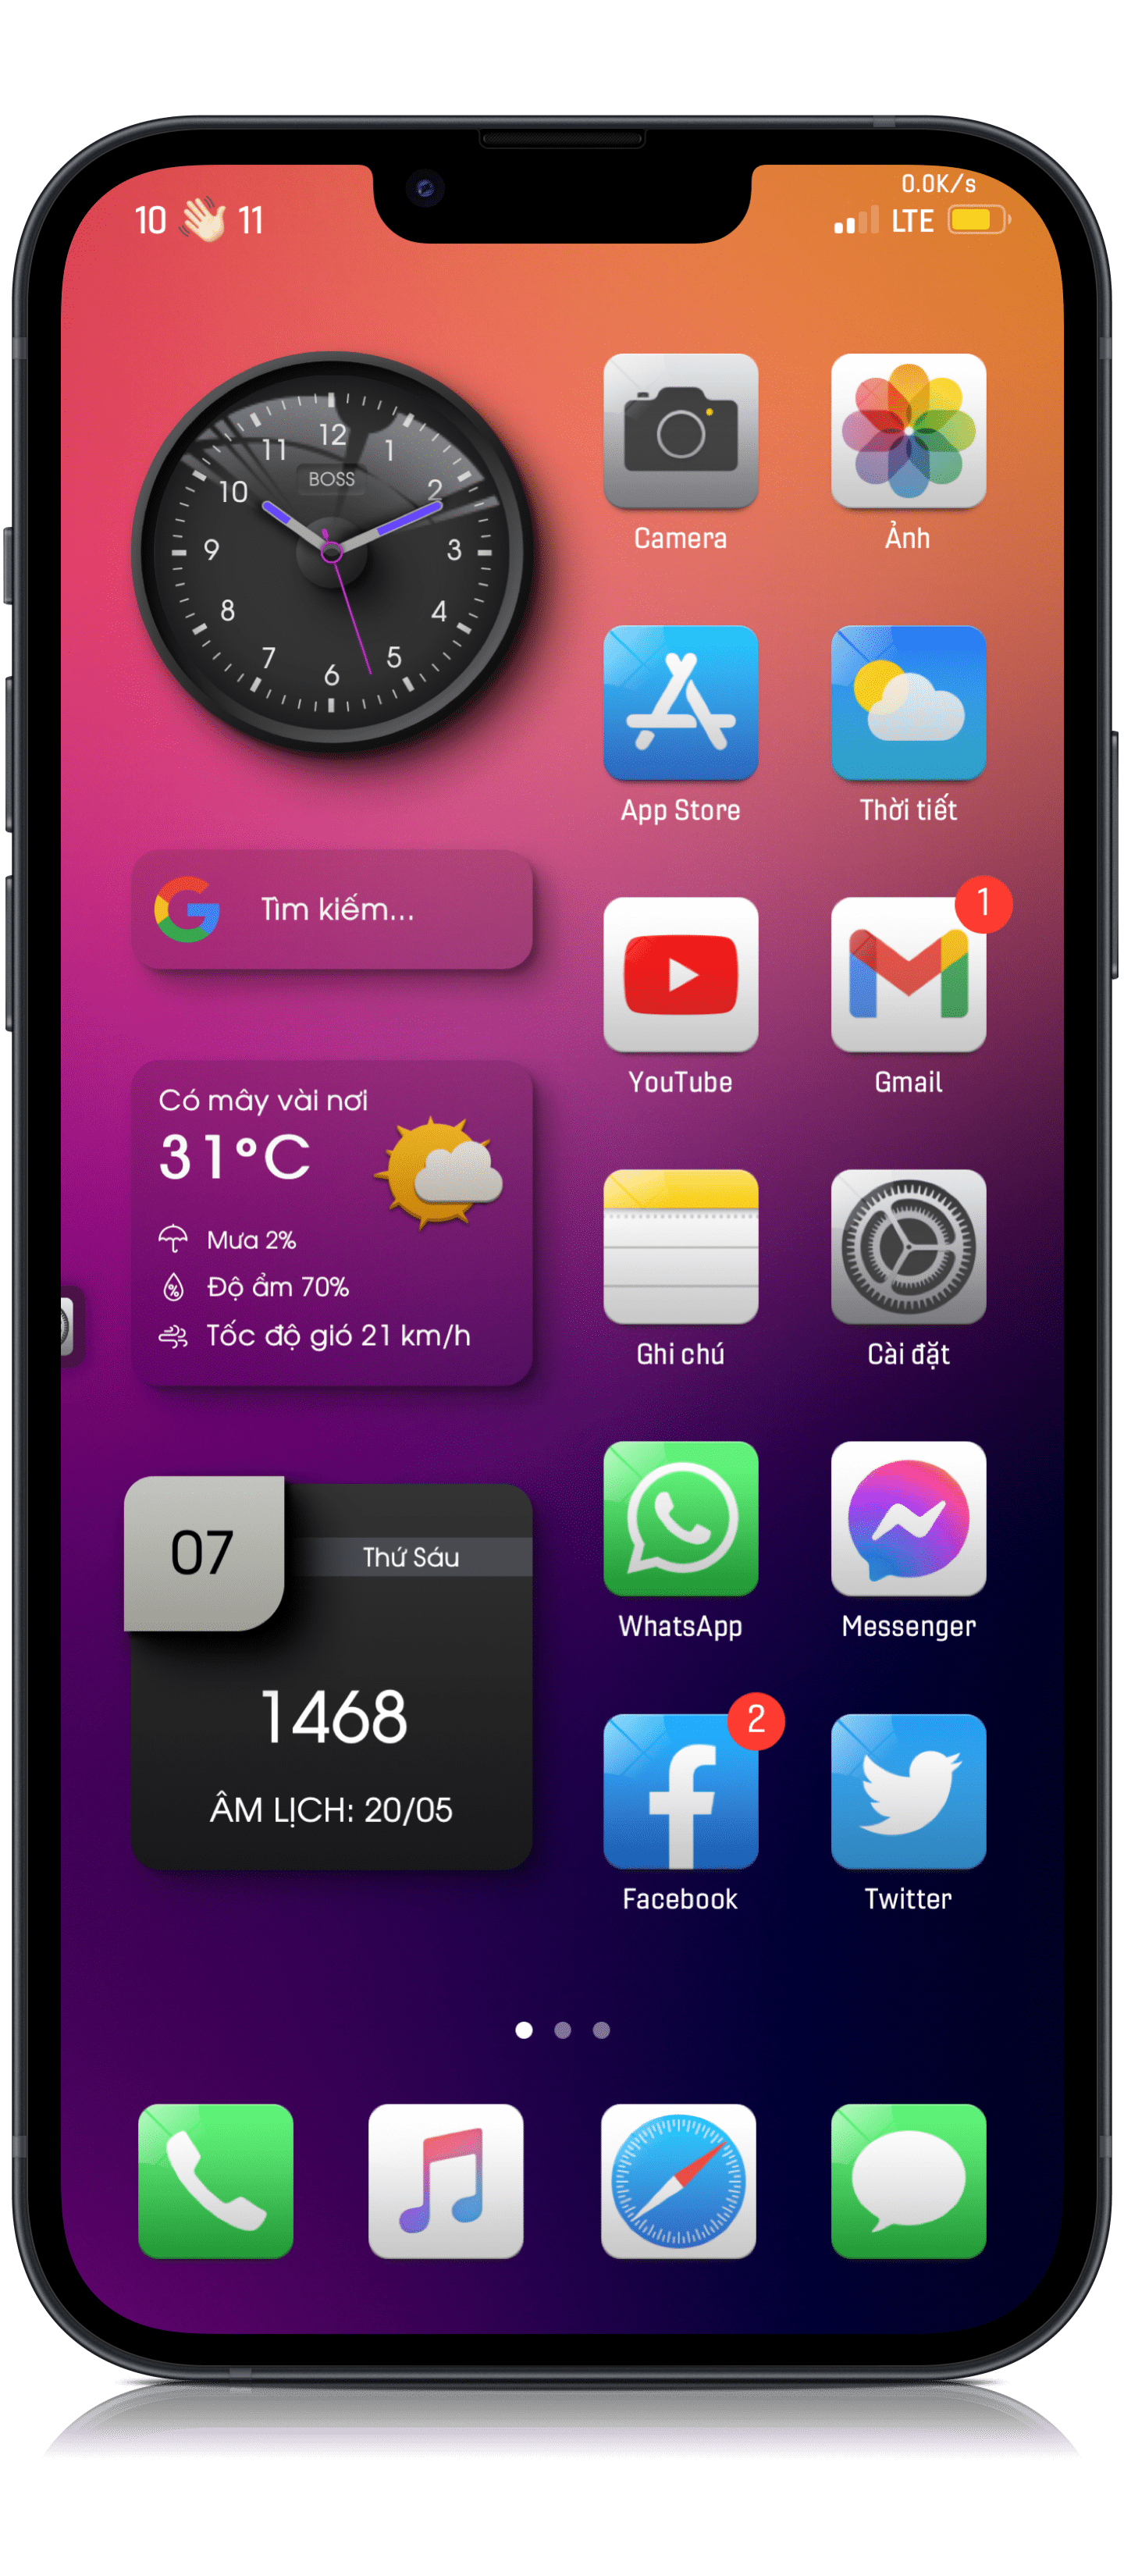 0.0K/s
10 👋🏻 11
LTE
12
11
1
BOSS
10
2
9
3
8
4
7
5
6
Camera
Ảnh
App Store
Thời tiết
Tìm kiếm...
1
YouTube
Gmail
Có mây vài nơi
31°C
Mưa 2%
Độ ẩm 70%
Tốc độ gió 21 km/h
Ghi chú
Cài đặt
07
Thứ Sáu
1468
ÂM LỊCH: 20/05
WhatsApp
Messenger
2
Facebook
Twitter